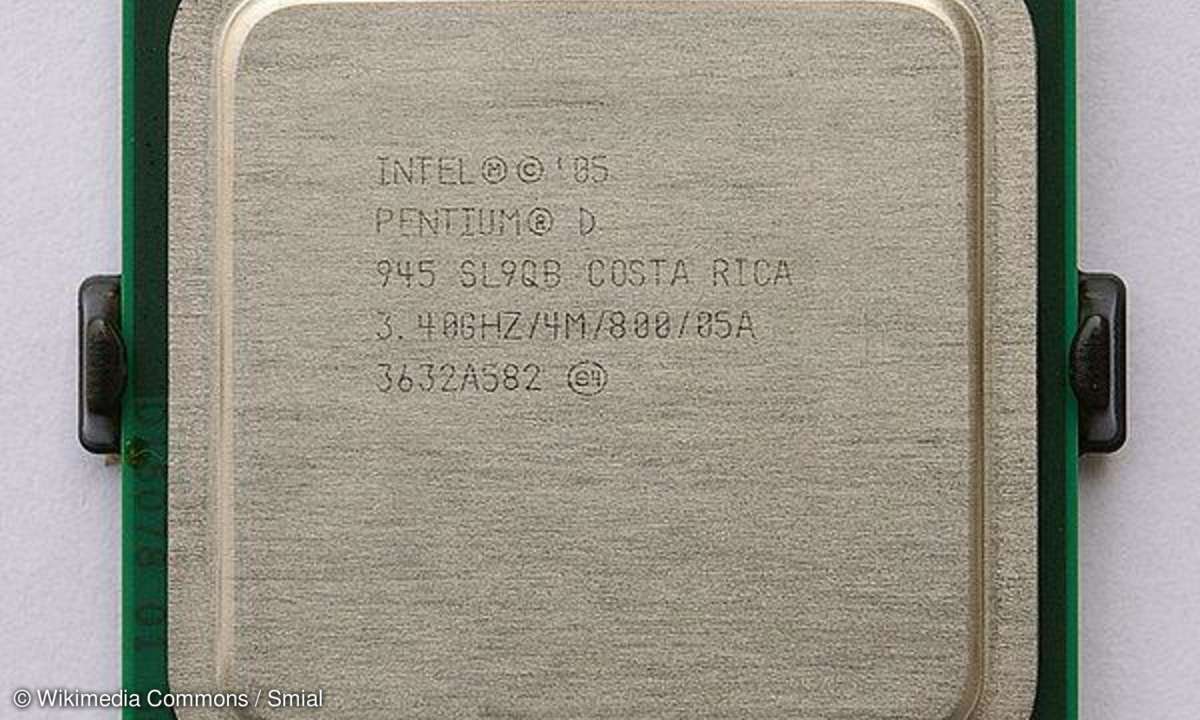 INTEL Ⓜ © '05
PENTIUM® D
945 SL9QB COSTA RICA
3.40GHZ/4M/800/05A
3632A582 ⓔ4
© Wikimedia Commons / Smial